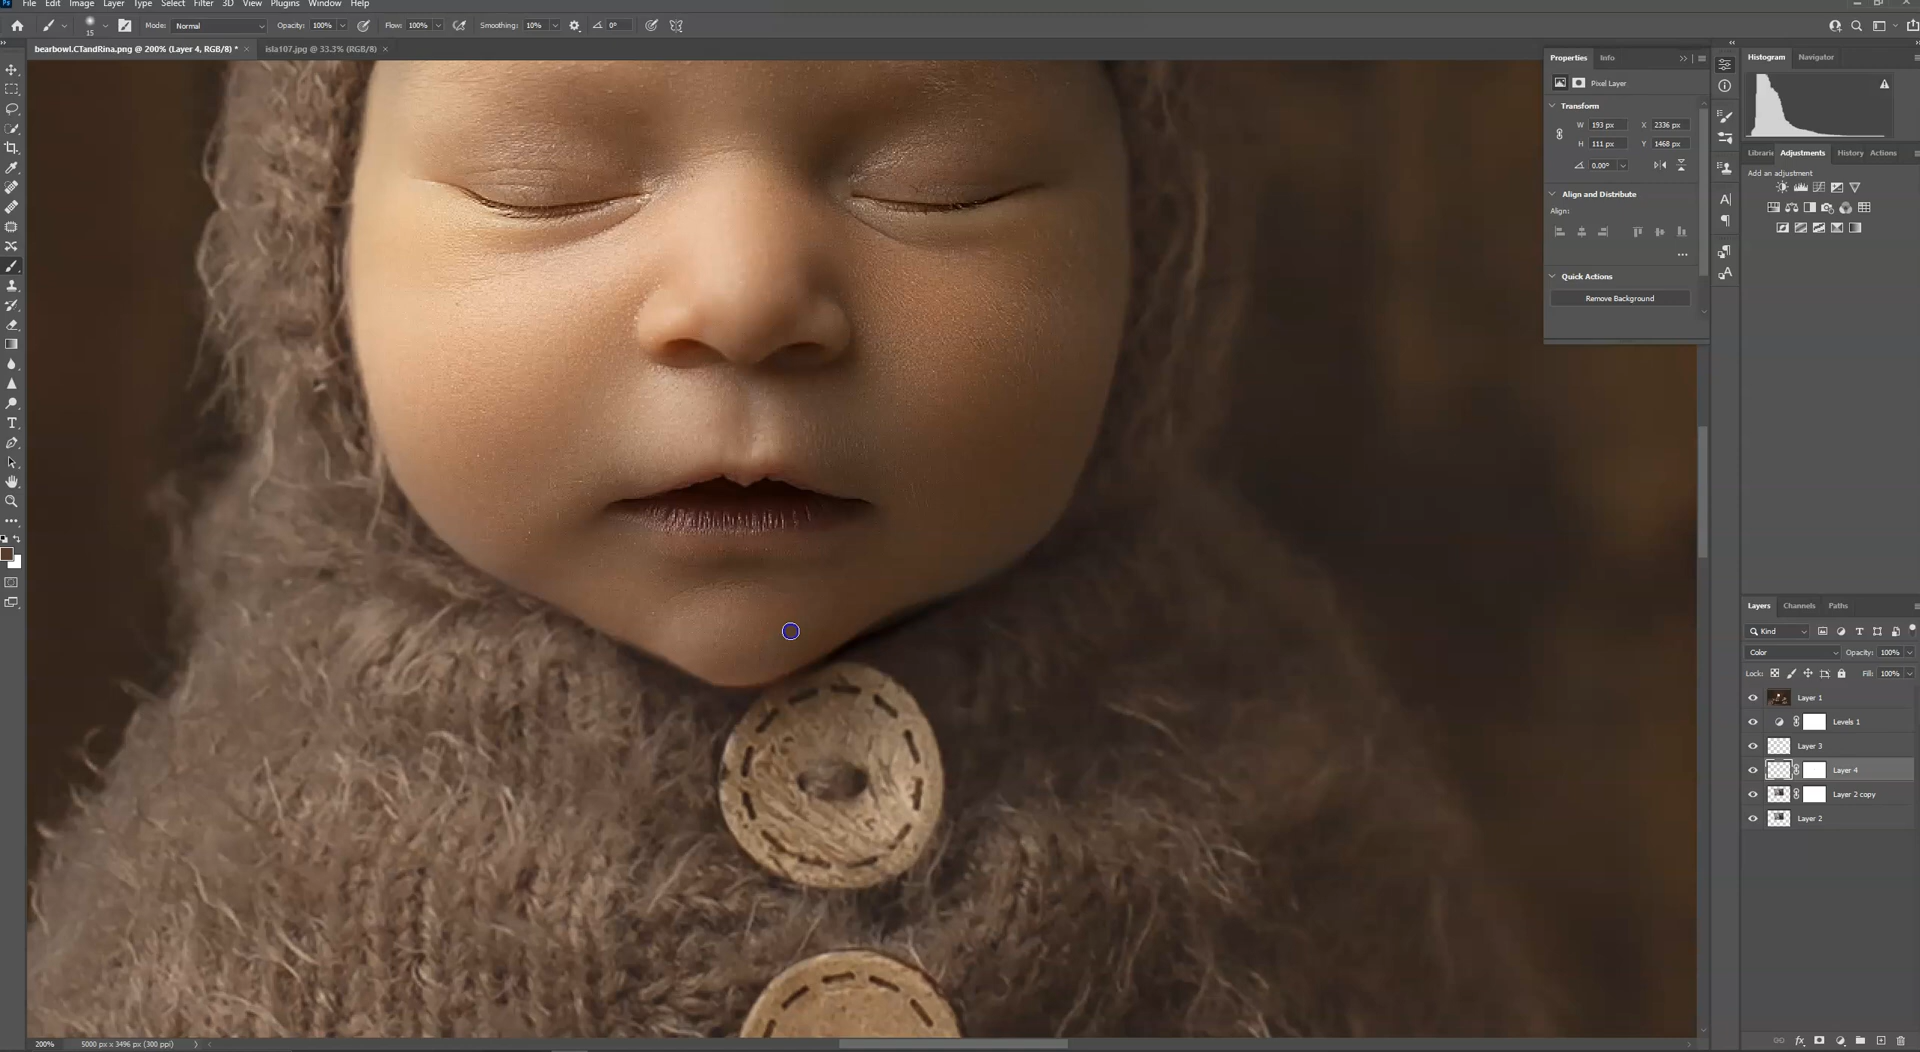 Ps File Edit Image Layer Type Select Filter 3D View Plugins Window Help
15 Mode: Normal Opacity: 100% Flow: 100% Smoothing: 10% 0°
bearbowl.CTandRina.png @ 200% (Layer 4, RGB/8) * × isla107.jpg @ 33.3% (RGB/8) ×
Properties Info
Pixel Layer
Transform
W 193 px X 2336 px
H 111 px Y 1468 px
0.00°
Align and Distribute
Align:
Quick Actions
Remove Background
Histogram Navigator
Librarie Adjustments History Actions
Add an adjustment
Layers Channels Paths
Kind
Color Opacity: 100%
Lock: Fill: 100%
Layer 1
Levels 1
Layer 3
Layer 4
Layer 2 copy
Layer 2
fx
200% 5000 px x 3496 px (300 ppi)